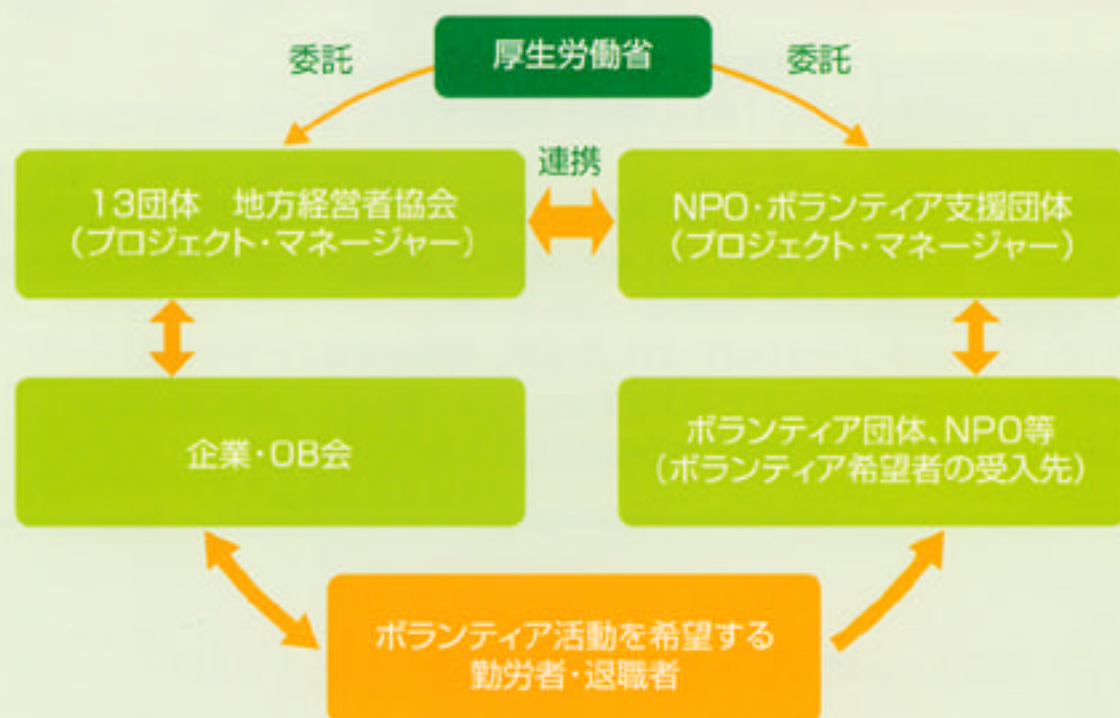 厚生労働省
委託
委託
13団体 地方経営者協会
(プロジェクト・マネージャー)
連携
NPO・ボランティア支援団体
(プロジェクト・マネージャー)
企業・OB会
ボランティア団体、NPO等
(ボランティア希望者の受入先)
ボランティア活動を希望する
勤労者・退職者